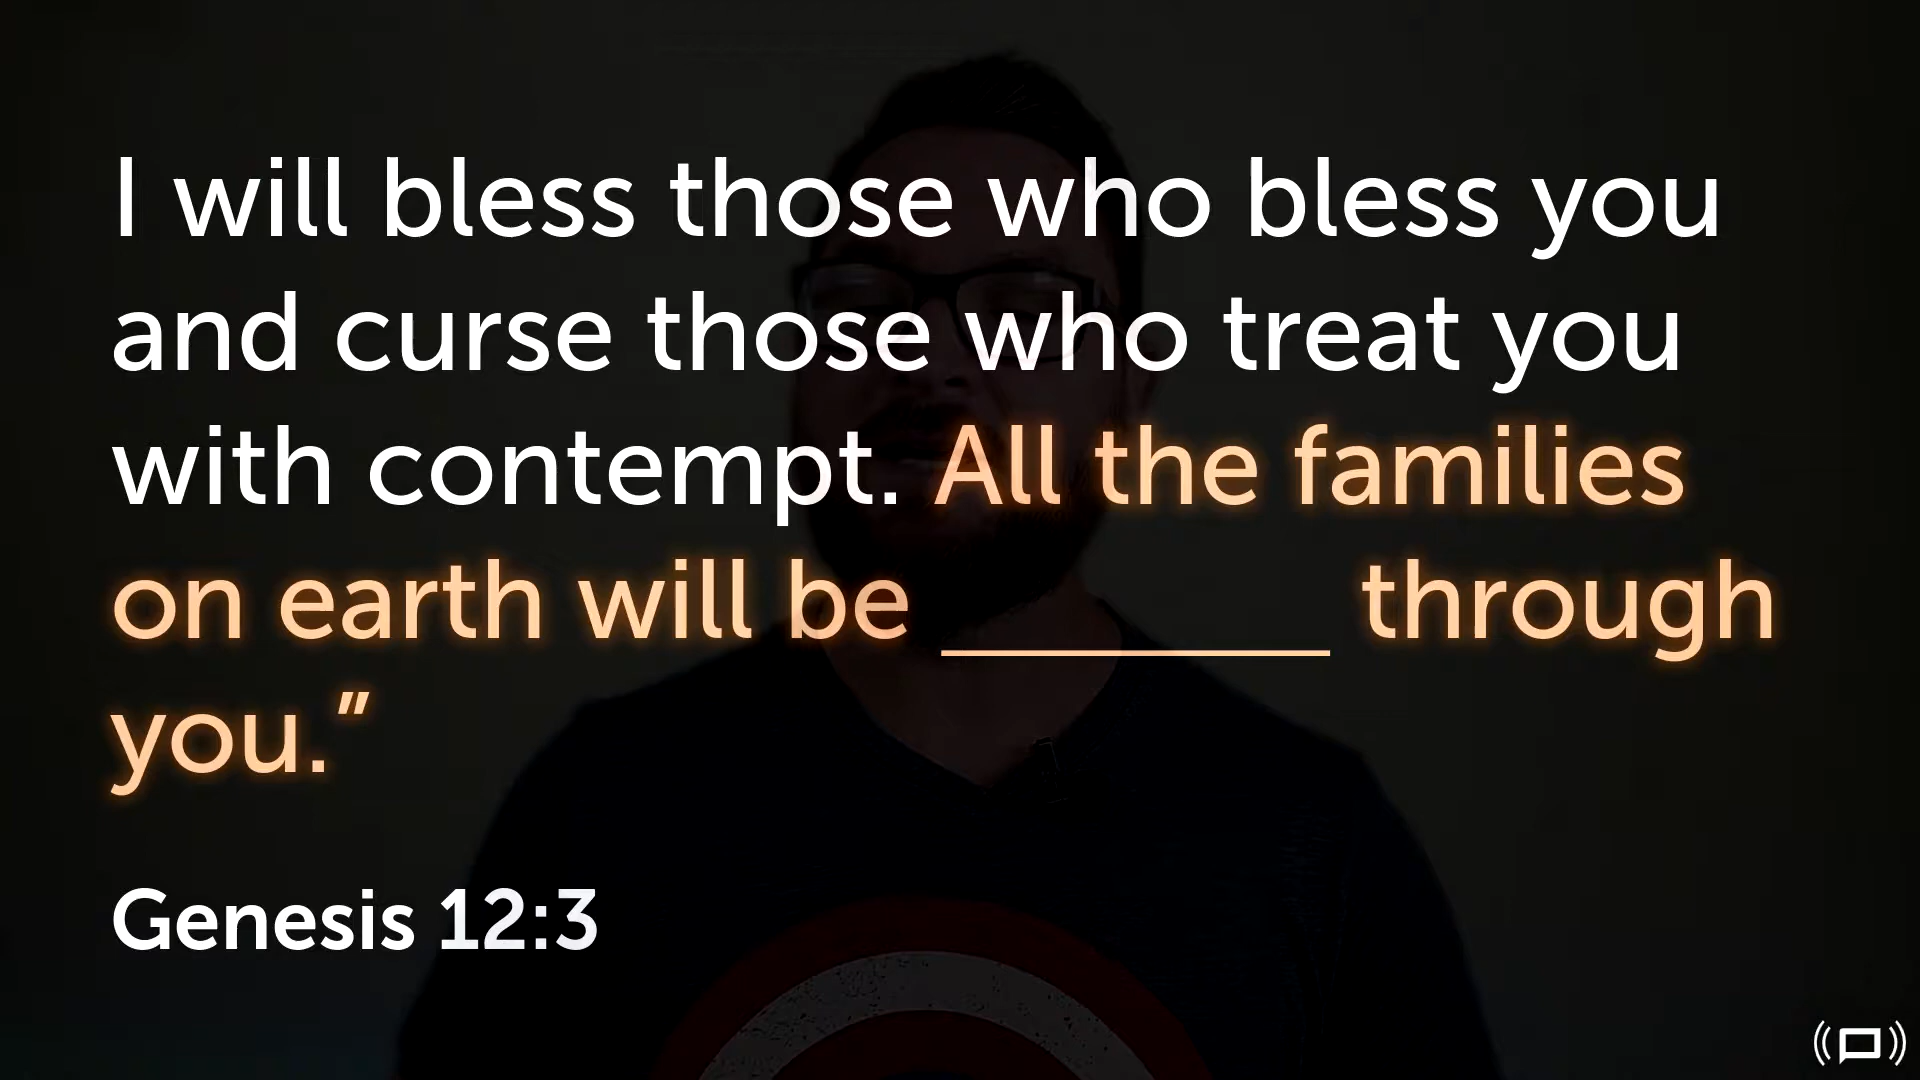 I will bless those who bless you
and curse those who treat you
with contempt. All the families
on earth will be ________ through
you.”
Genesis 12:3